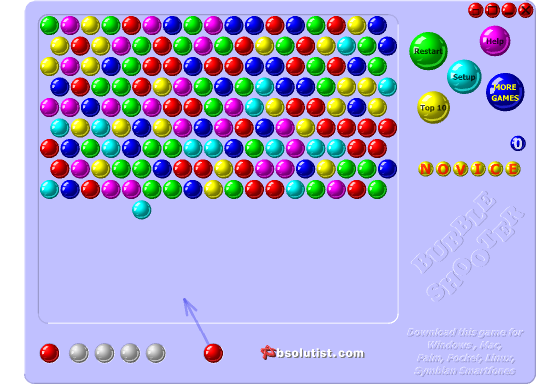 Restart
Help
Setup
MORE
GAMES
Top 10
0
NOVICE
BUBBLE
SHOOTER
Absolutist.com
Download this game for
Windows, Mac,
Palm, Pocket, Linux,
Symbian Smartfones